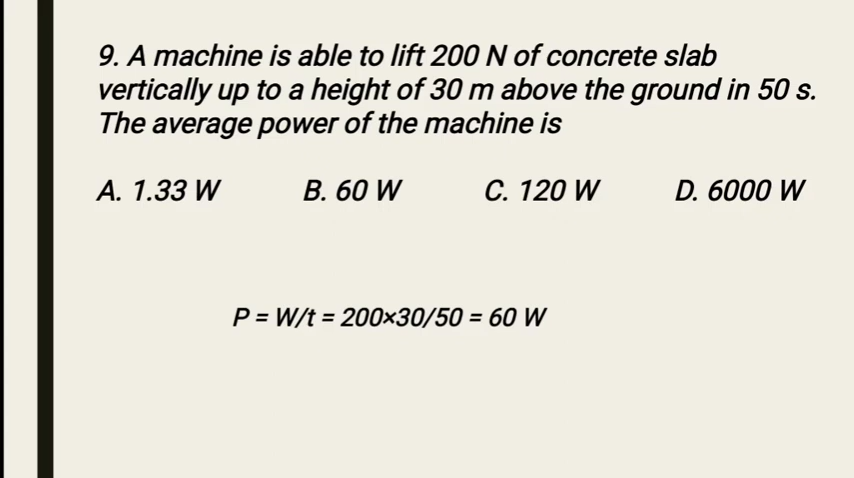 9. A machine is able to lift 200 N of concrete slab
vertically up to a height of 30 m above the ground in 50 s.
The average power of the machine is
A. 1.33 W B. 60 W C. 120 W D. 6000 W
P = W/t = 200×30/50 = 60 W